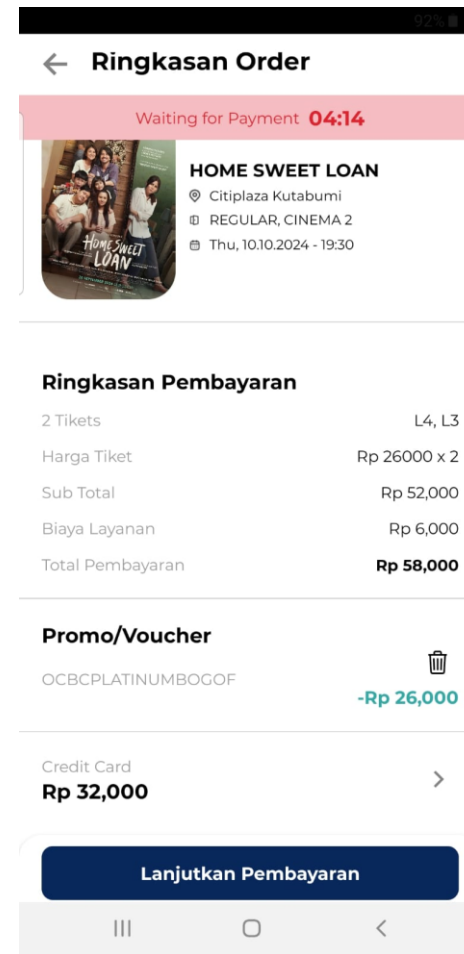 92%
Ringkasan Order
Waiting for Payment 04:14
HOME SWEET LOAN
Citiplaza Kutabumi
REGULAR, CINEMA 2
Thu, 10.10.2024 - 19:30
HOME SWEET
LOAN
Ringkasan Pembayaran
2 Tikets L4, L3
Harga Tiket Rp 26000 x 2
Sub Total Rp 52,000
Biaya Layanan Rp 6,000
Total Pembayaran Rp 58,000
Promo/Voucher
OCBCPLATINUMBOGOF
-Rp 26,000
Credit Card
Rp 32,000
Lanjutkan Pembayaran